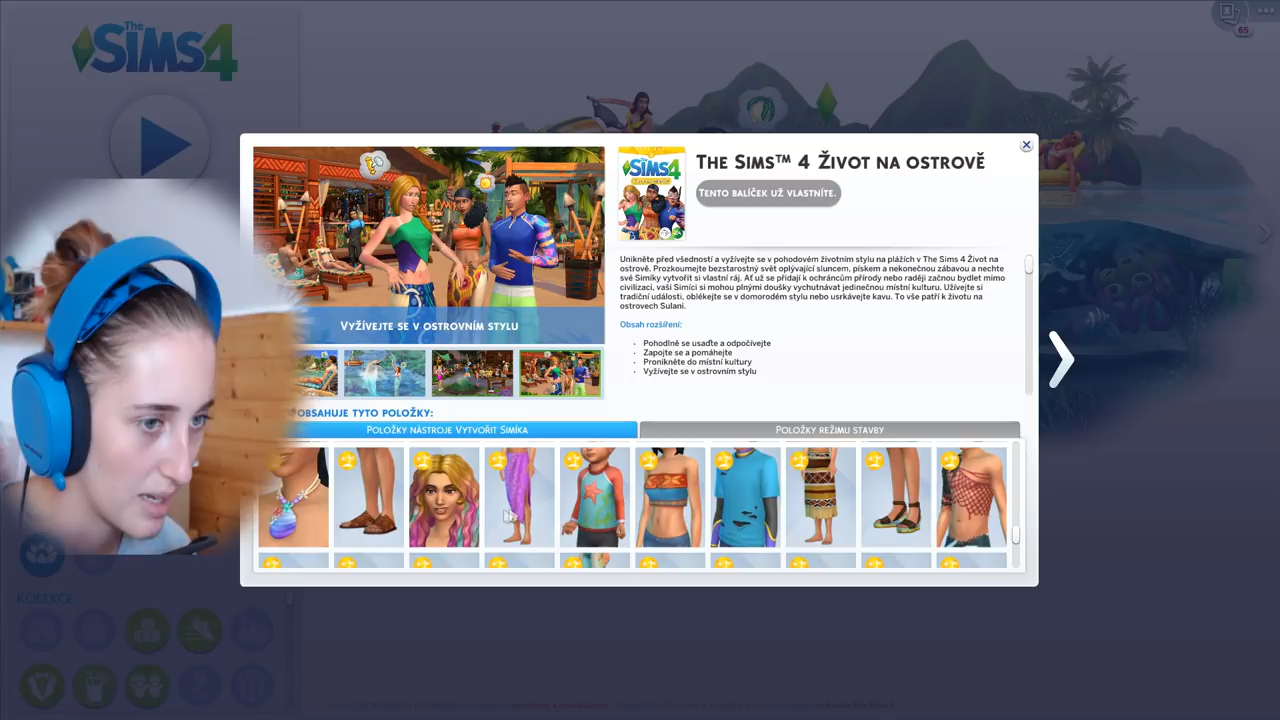 The SIMS 4
65
THE SIMS™ 4 ŽIVOT NA OSTROVĚ
TENTO BALÍČEK UŽ VLASTNÍTE.
Unikněte před všedností a vyžívejte se v pohodovém životním stylu na plážích v The Sims 4 Život na
ostrově. Prozkoumejte bezstarostný svět oplývající sluncem, pískem a nekonečnou zábavou a nechte
své Simíky vytvořit si vlastní ráj. Ať už se přidají k ochráncům přírody nebo raději začnou bydlet mimo
civilizaci, vaši Simíci si mohou plnými doušky vychutnávat jedinečnou místní kulturu. Užívejte si
tradiční události, oblékejte se v domorodém stylu nebo usrkávejte kavu. To vše patří k životu na
ostrovech Sulani.
Obsah rozšíření:
· Pohodlně se usaďte a odpočívejte
· Zapojte se a pomáhejte
· Pronikněte do místní kultury
· Vyžívejte se v ostrovním stylu
VYŽÍVEJTE SE V OSTROVNÍM STYLU
OBSAHUJE TYTO POLOŽKY:
POLOŽKY NÁSTROJE VYTVOŘIT SIMÍKA
POLOŽKY REŽIMU STAVBY
KOLEKCE